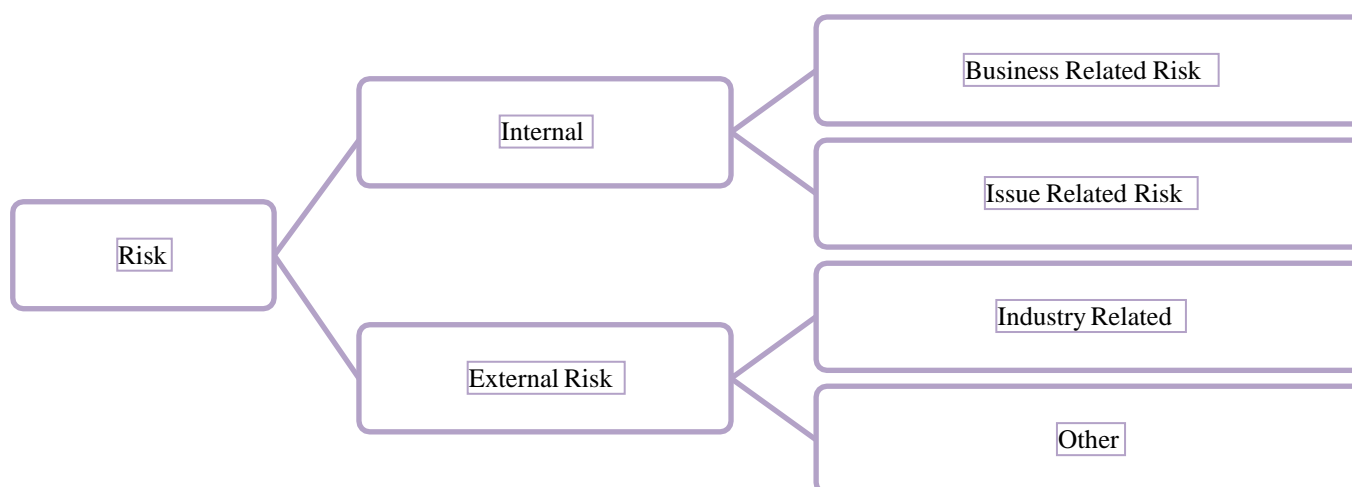 Risk
Internal
Business Related Risk
Issue Related Risk
External Risk
Industry Related
Other